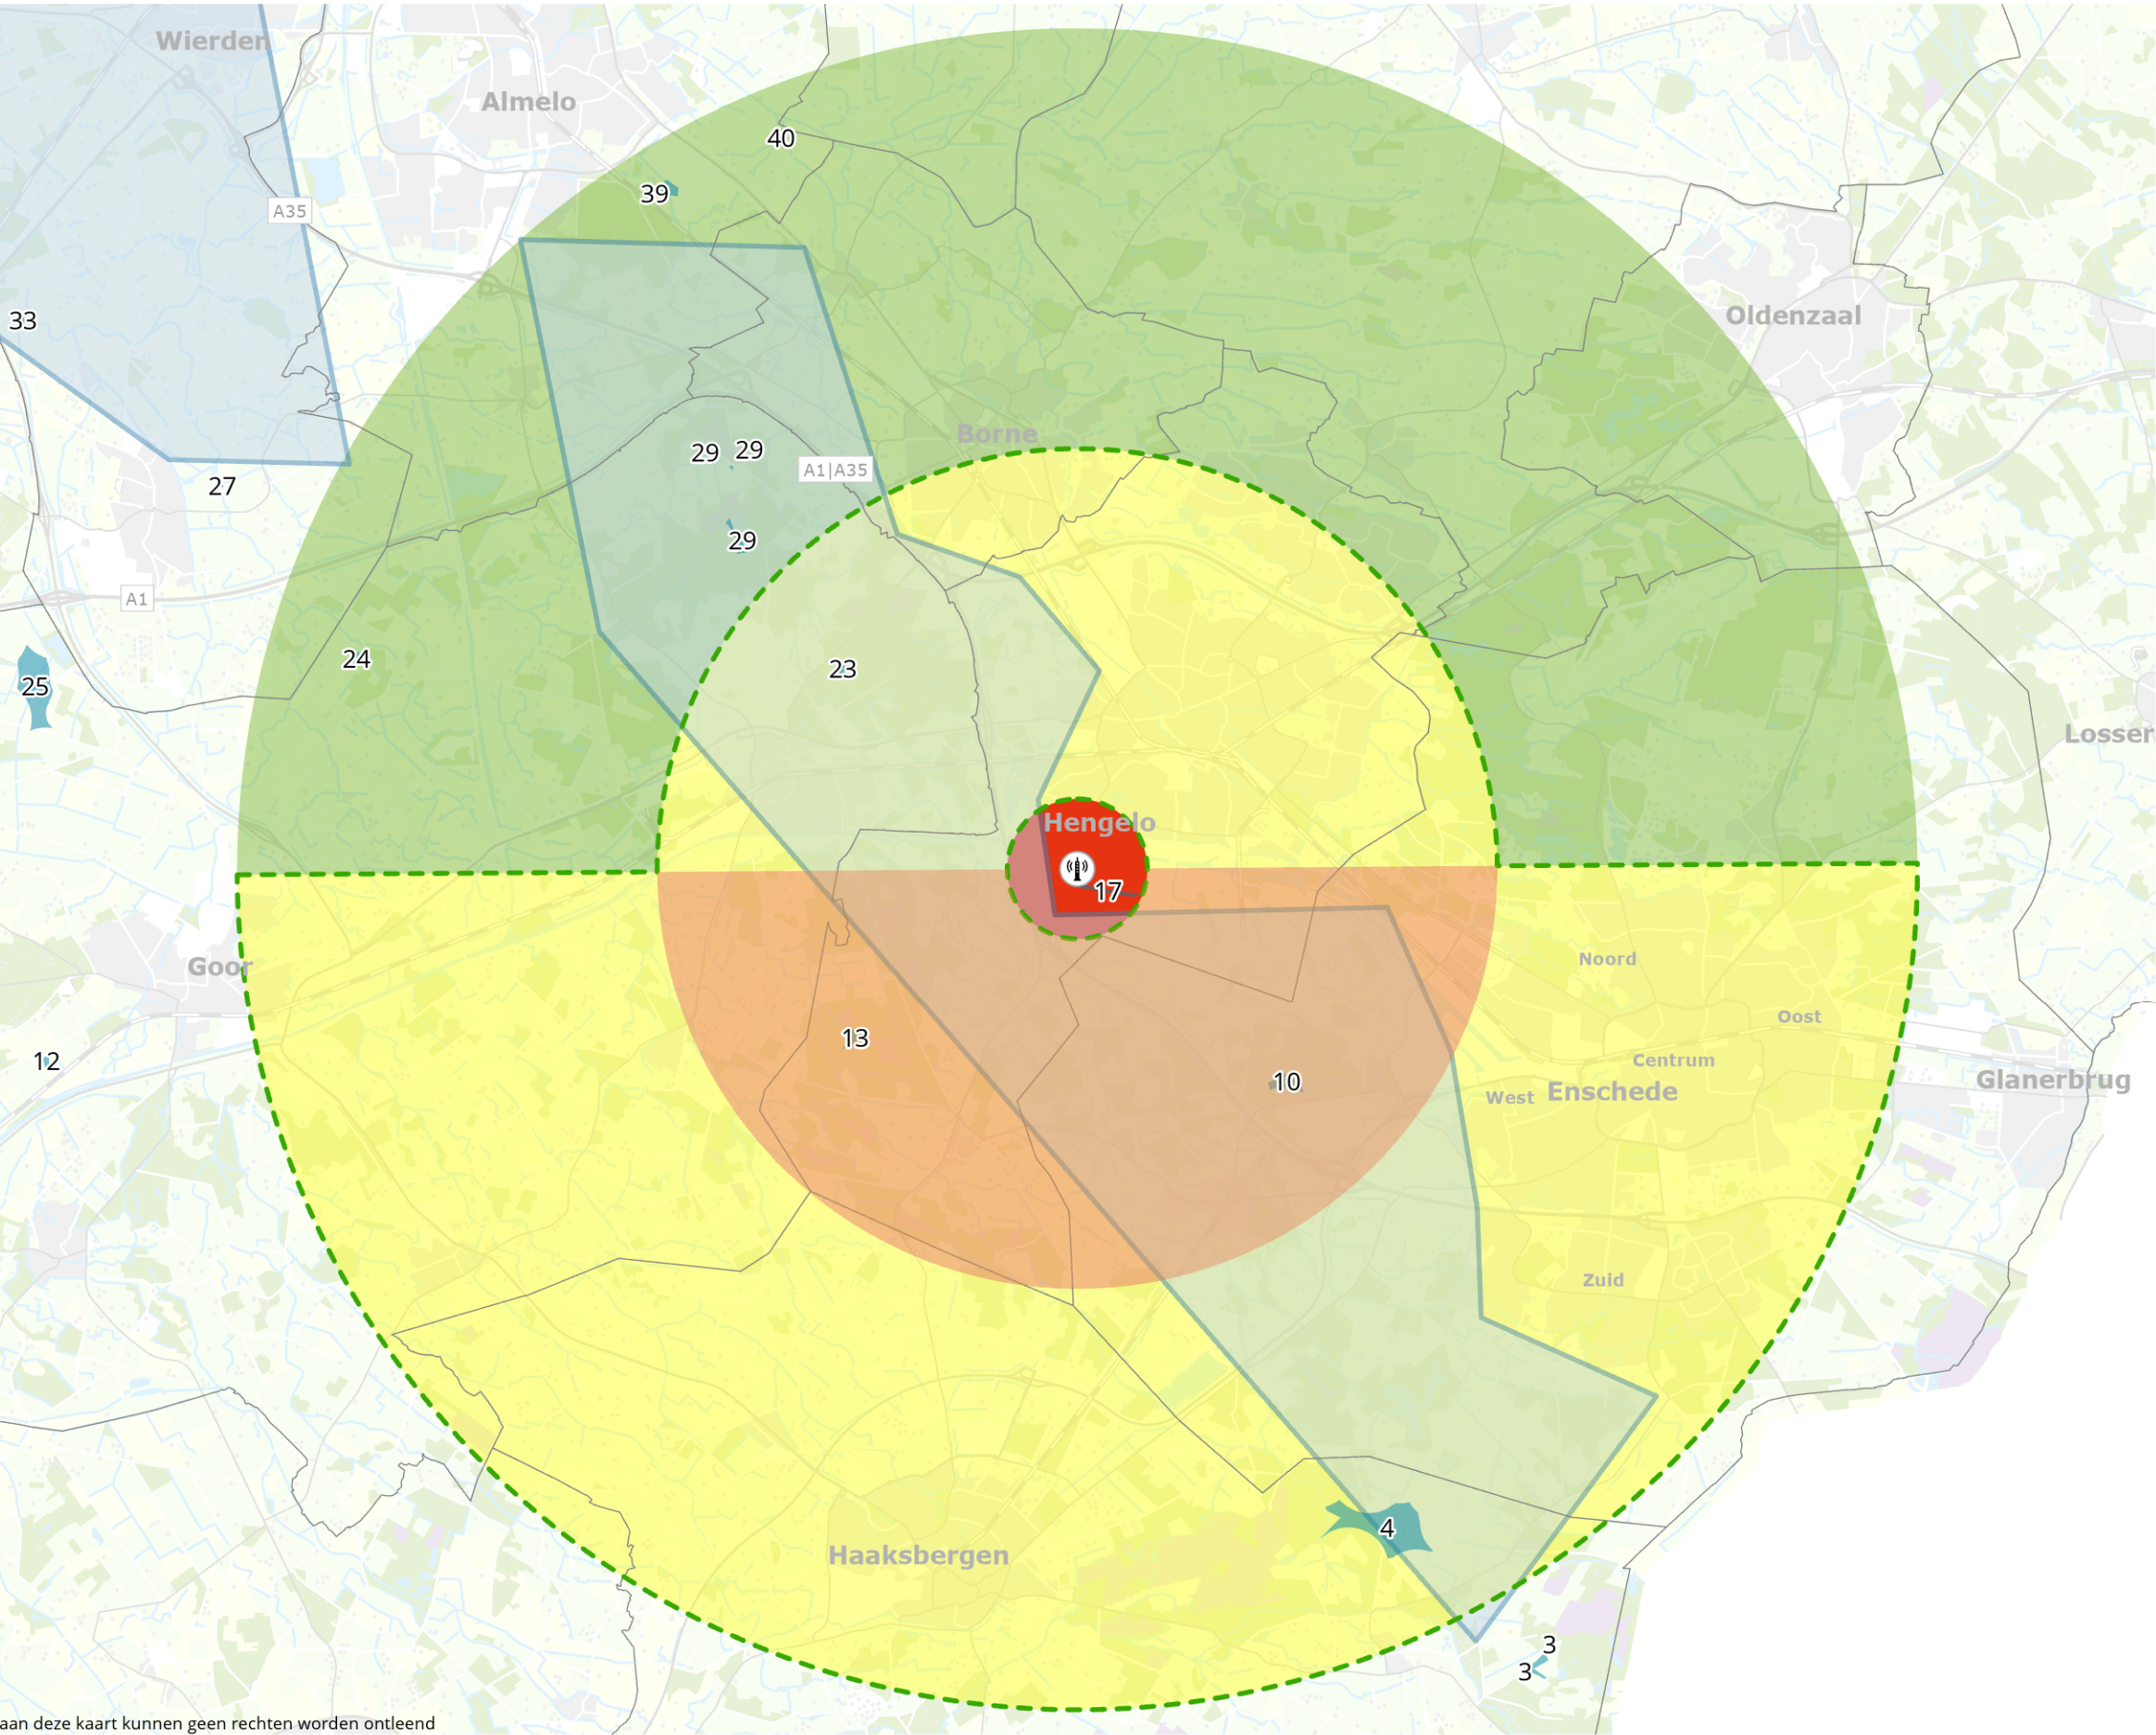 Wierden
Almelo
40
39
A35
33
Oldenzaal
Borne
29 29
A1|A35
27
29
A1
24
23
25
Losser
Hengelo
17
Noord
Goor
Oost
13
12
Centrum
10
Glanerbrug
West Enschede
Zuid
4
Haaksbergen
3
3
aan deze kaart kunnen geen rechten worden ontleend